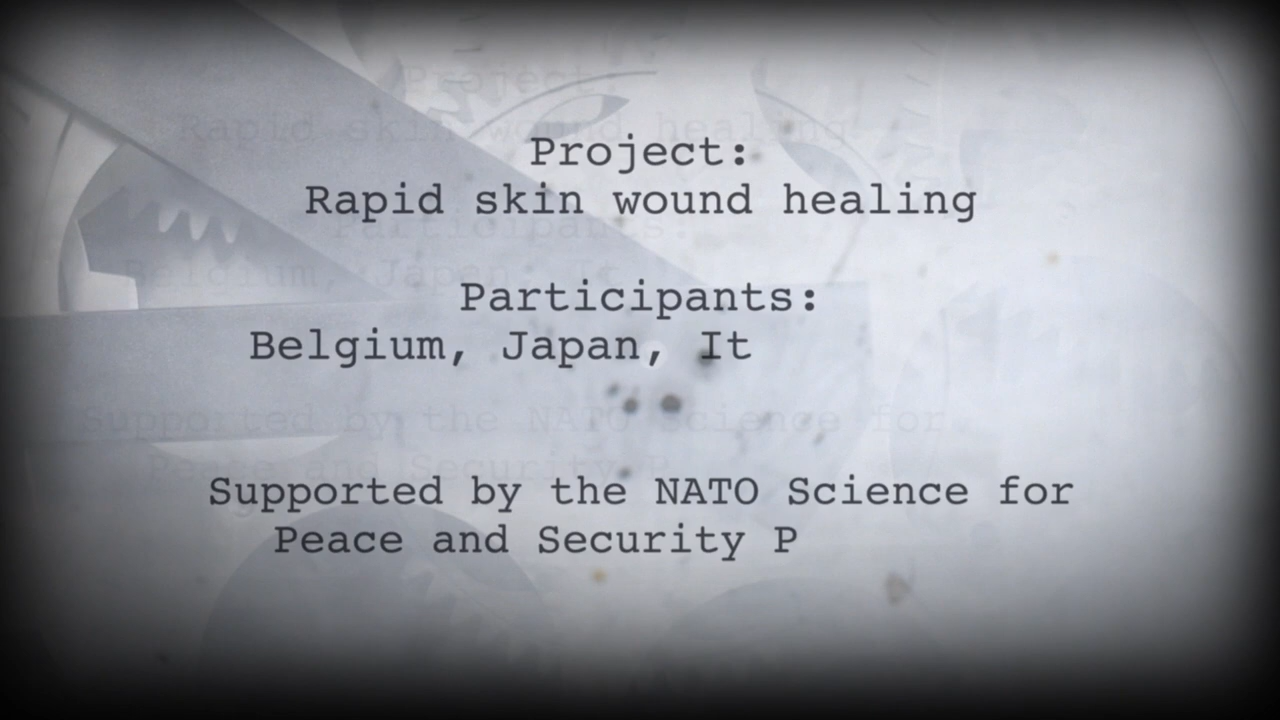 Project:
Rapid skin wound healing
Participants:
Belgium, Japan, It
Supported by the NATO Science for
Peace and Security P